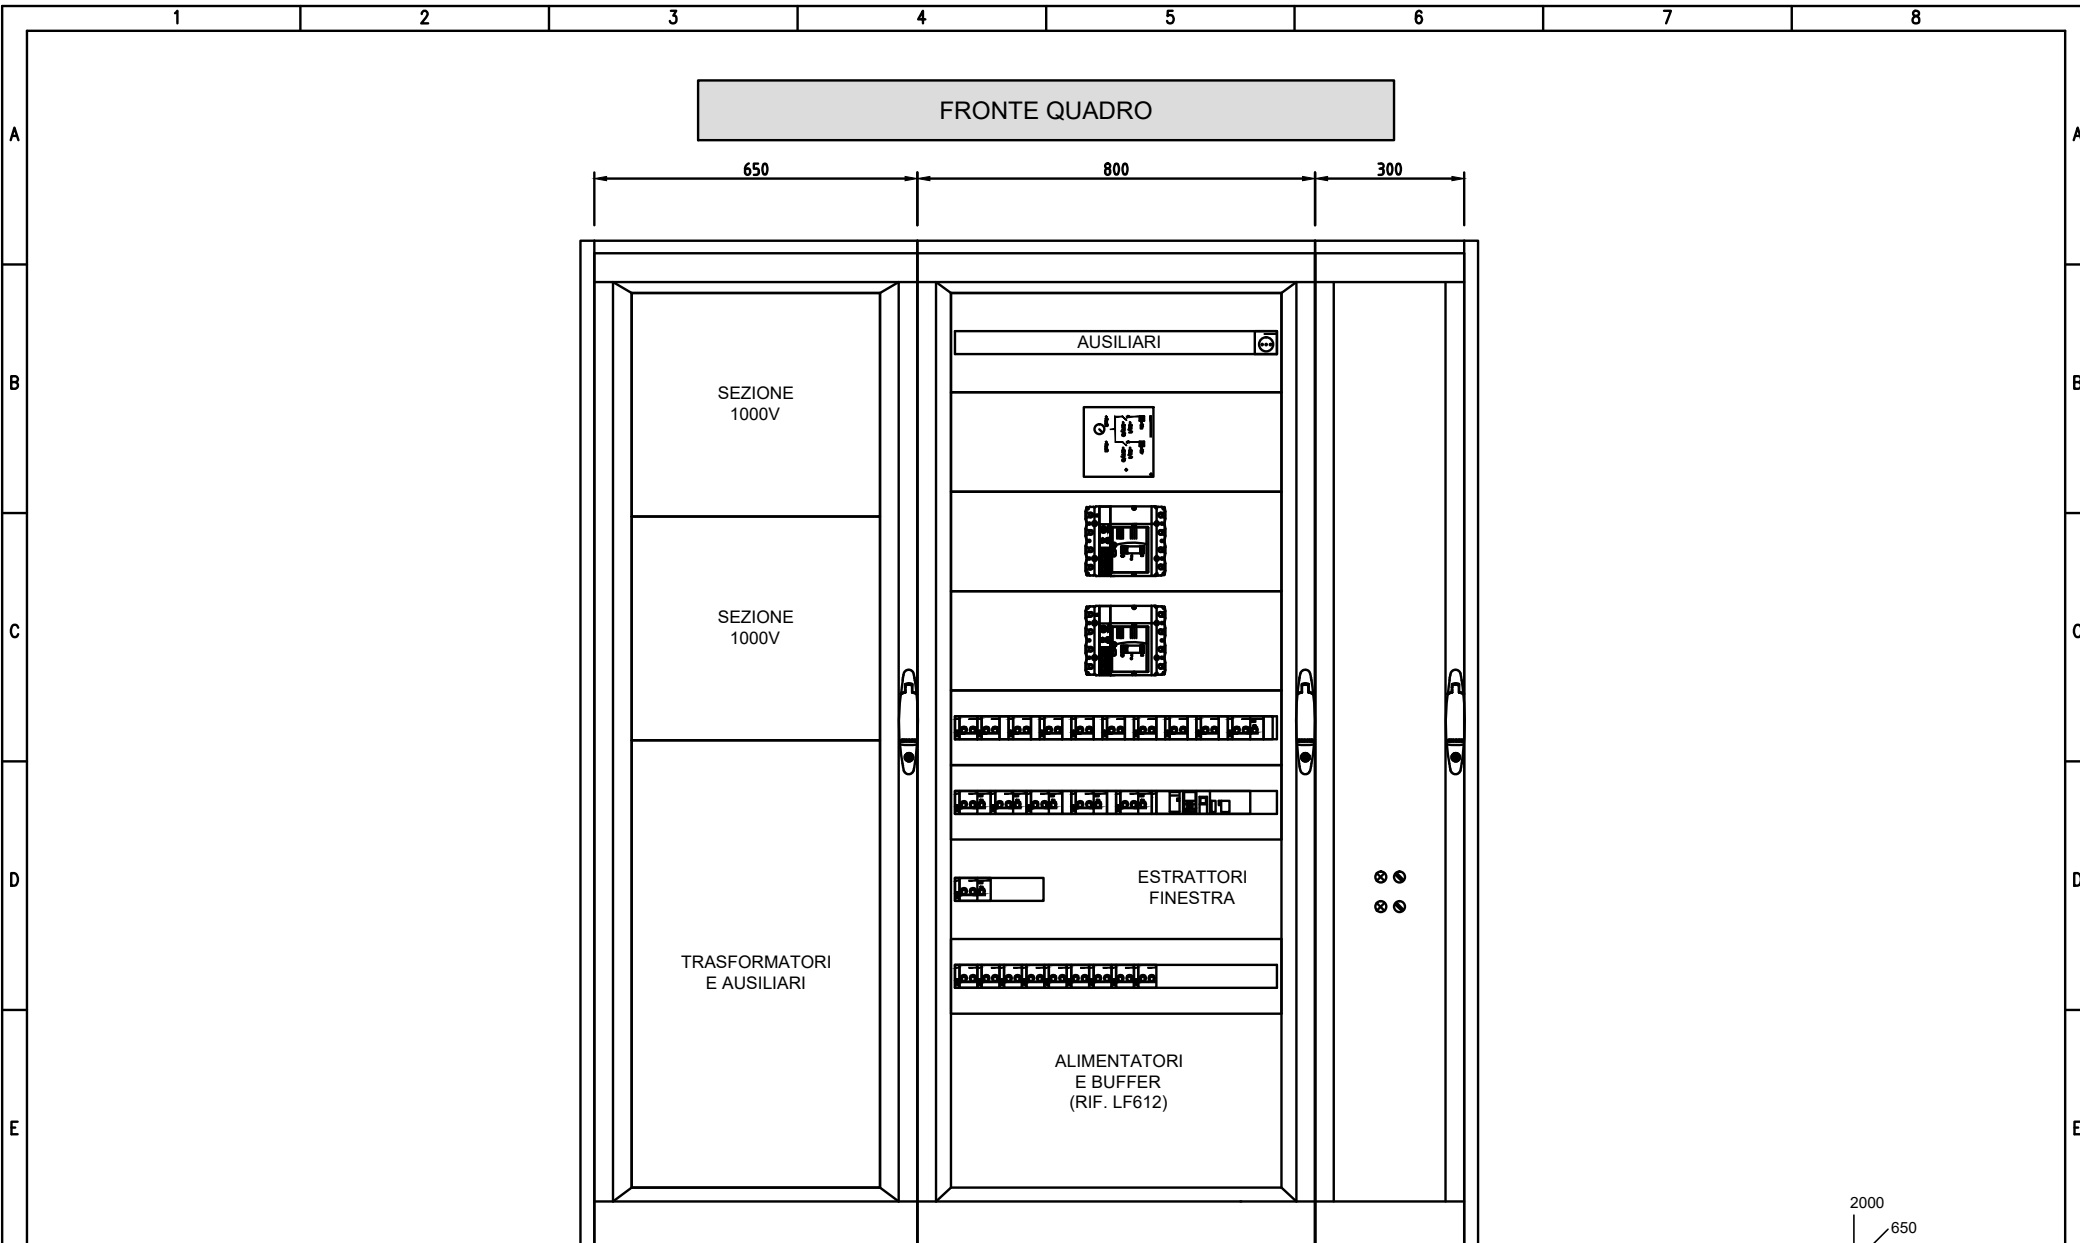 1 2 3 4 5 6 7 8
FRONTE QUADRO
A A
650 800 300
AUSILIARI
B B
SEZIONE
1000V
SEZIONE
1000V
C C
D D
ESTRATTORI
FINESTRA
TRASFORMATORI
E AUSILIARI
ALIMENTATORI
E BUFFER
(RIF. LF612)
E E
2000
650